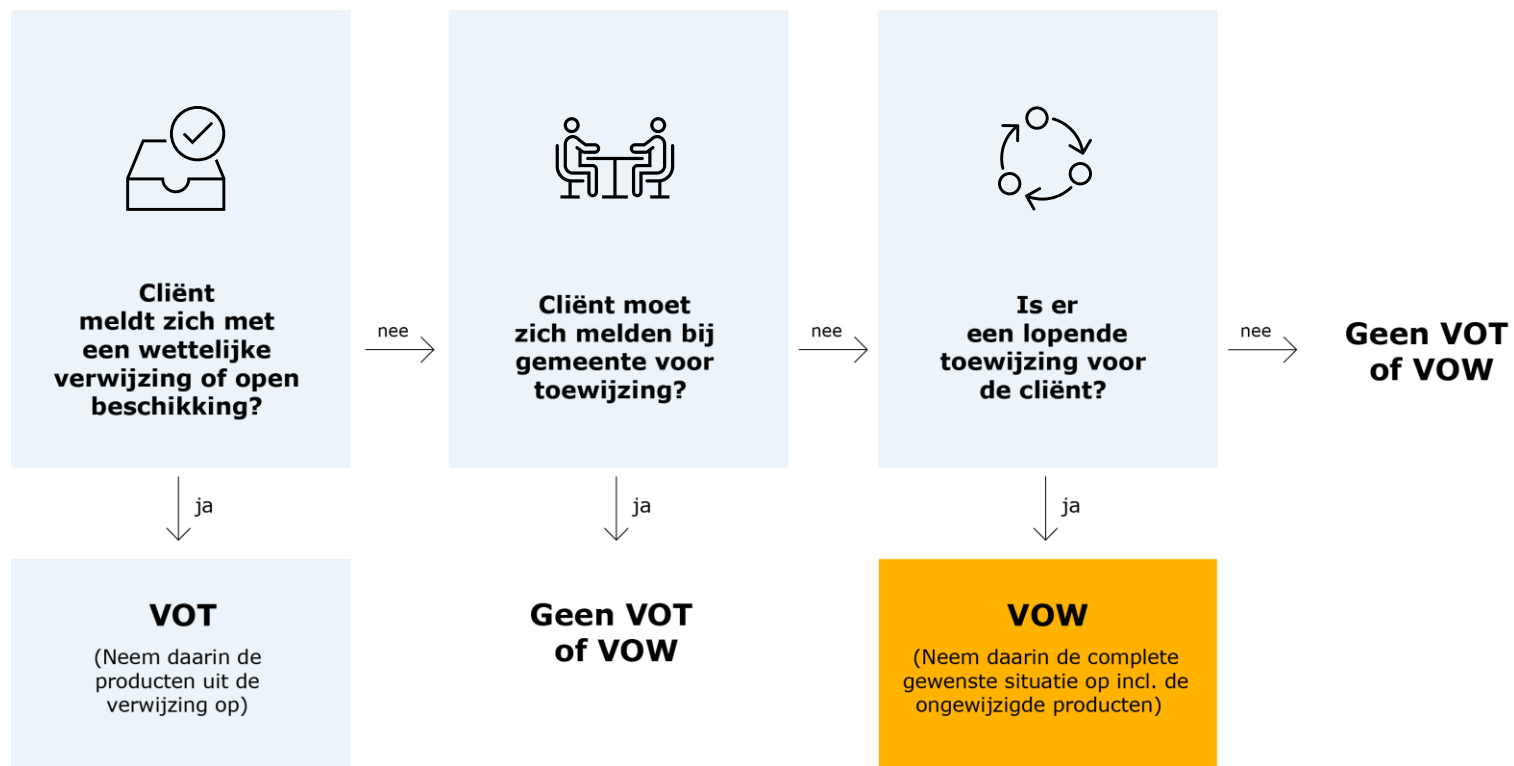 Cliënt
meldt zich met
een wettelijke
verwijzing of open
beschikking?
nee
Cliënt moet
zich melden bij
gemeente voor
toewijzing?
nee
Is er
een lopende
toewijzing voor
de cliënt?
nee
Geen VOT
of VOW
ja
ja
ja
VOT
(Neem daarin de
producten uit de
verwijzing op)
Geen VOT
of VOW
VOW
(Neem daarin de complete
gewenste situatie op incl. de
ongewijzigde producten)